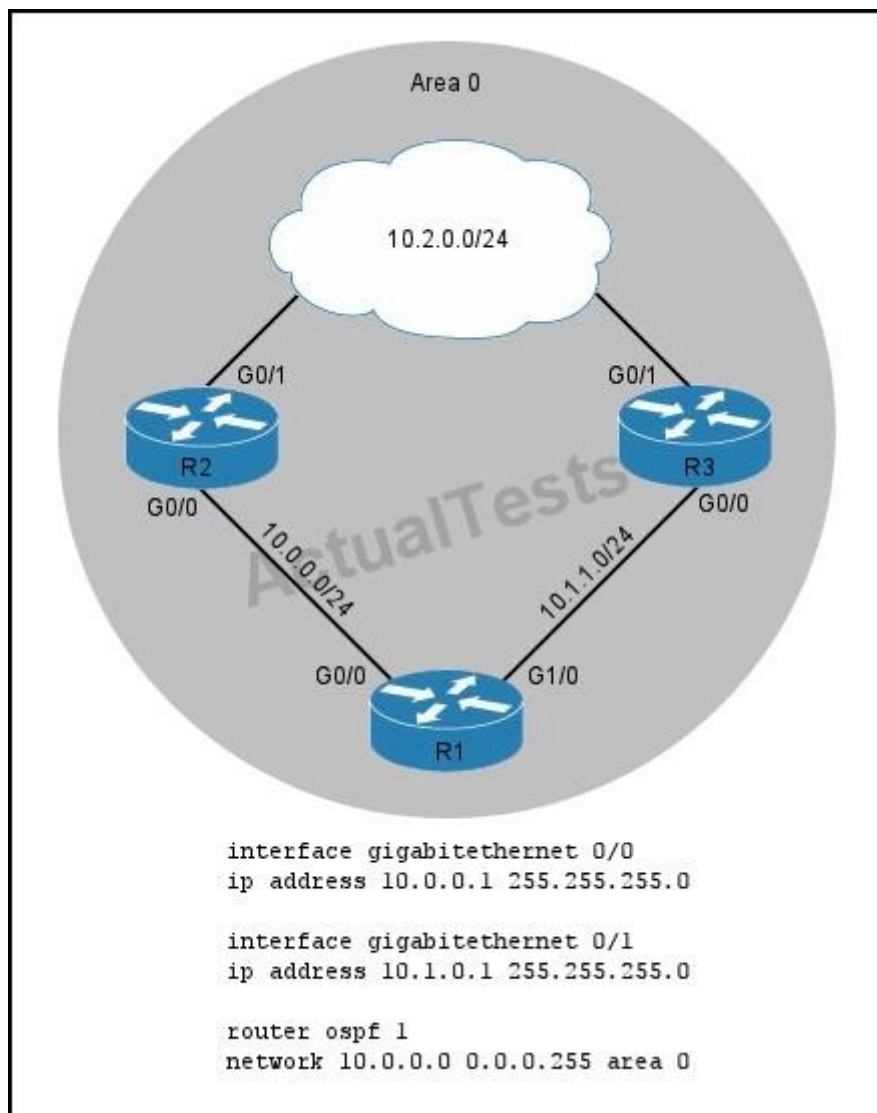 Area 0
10.2.0.0/24
G0/1
G0/1
R2
R3
G0/0
G0/0
ActualTests
10.0.0.0/24
10.1.1.0/24
G0/0
G1/0
R1
interface gigabitethernet 0/0
ip address 10.0.0.1 255.255.255.0
interface gigabitethernet 0/1
ip address 10.1.0.1 255.255.255.0
router ospf 1
network 10.0.0.0 0.0.0.255 area 0